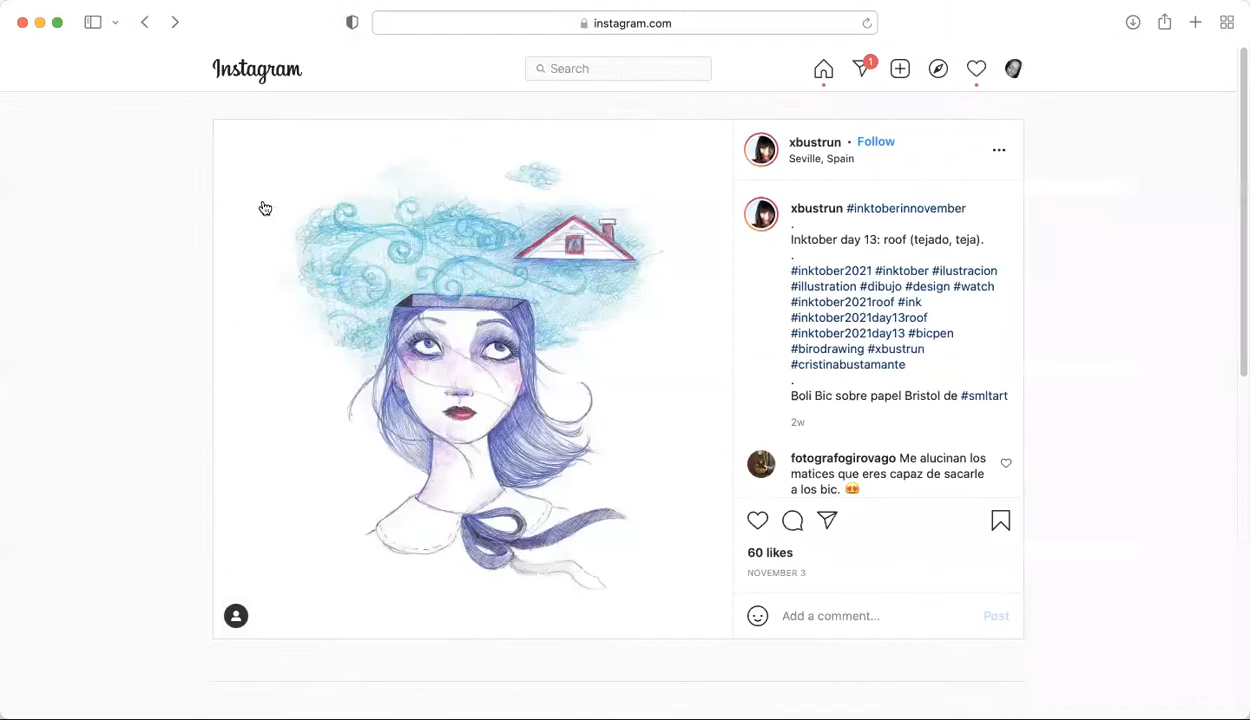 instagram.com
Instagram
Search
1
xbustrun • Follow
Seville, Spain
xbustrun #inktoberinnovember
.
Inktober day 13: roof (tejado, teja).
.
#inktober2021 #inktober #ilustracion
#illustration #dibujo #design #watch
#inktober2021roof #ink
#inktober2021day13roof
#inktober2021day13 #bicpen
#birodrawing #xbustrun
#cristinabustamante
.
Boli Bic sobre papel Bristol de #smltart
2w
fotografogirovago Me alucinan los
matices que eres capaz de sacarle
a los bic. 😍
60 likes
NOVEMBER 3
Add a comment...
Post